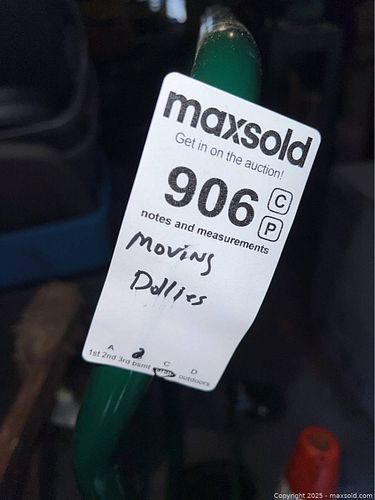 maxsold
Get in on the auction!
906
C
P
notes and measurements
Moving
Dollies
A B C D
1st 2nd 3rd bsmt outdoors
Copyright 2025 - maxsold.com